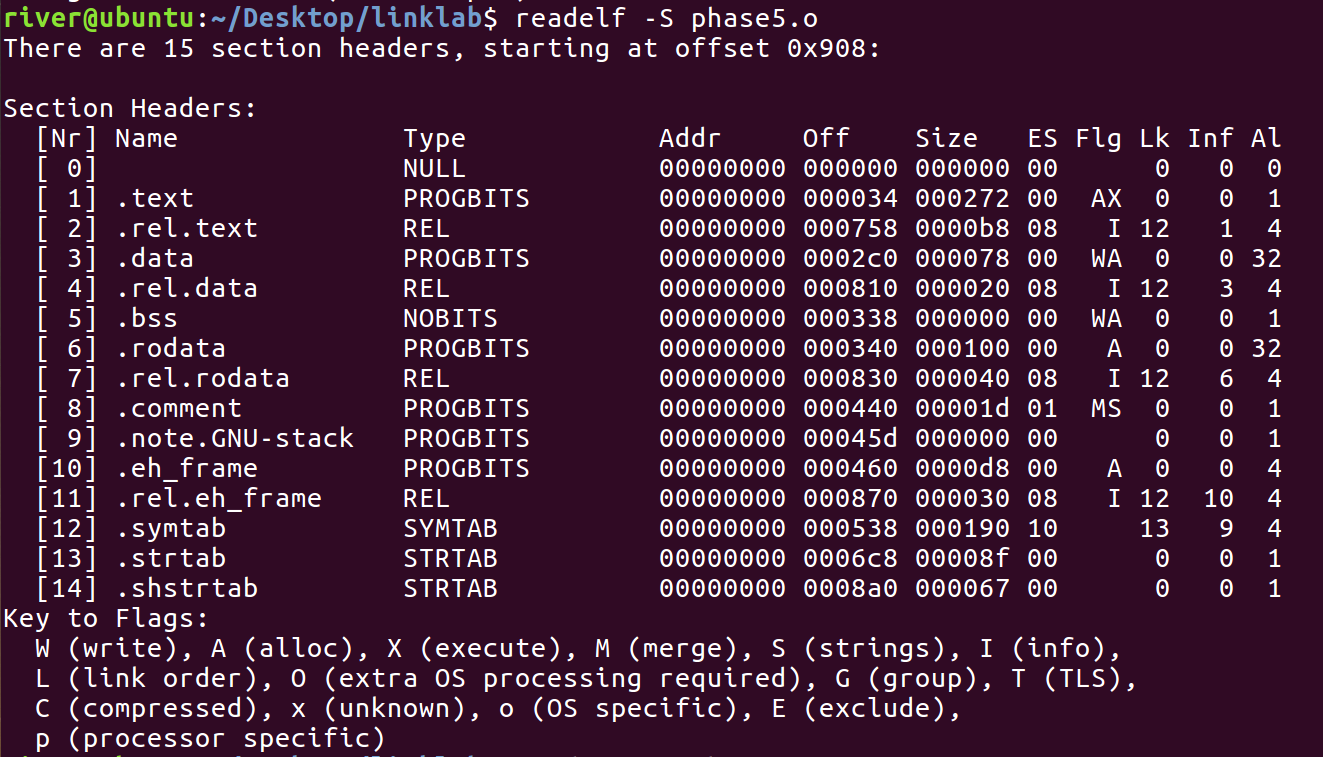 river@ubuntu:~/Desktop/linklab$ readelf -S phase5.o
There are 15 section headers, starting at offset 0x908:

Section Headers:
  [Nr] Name              Type            Addr     Off    Size   ES Flg Lk Inf Al
  [ 0]                   NULL            00000000 000000 000000 00      0   0  0
  [ 1] .text             PROGBITS        00000000 000034 000272 00  AX  0   0  1
  [ 2] .rel.text         REL             00000000 000758 0000b8 08   I 12   1  4
  [ 3] .data             PROGBITS        00000000 0002c0 000078 00  WA  0   0 32
  [ 4] .rel.data         REL             00000000 000810 000020 08   I 12   3  4
  [ 5] .bss              NOBITS          00000000 000338 000000 00  WA  0   0  1
  [ 6] .rodata           PROGBITS        00000000 000340 000100 00   A  0   0 32
  [ 7] .rel.rodata       REL             00000000 000830 000040 08   I 12   6  4
  [ 8] .comment          PROGBITS        00000000 000440 00001d 01  MS  0   0  1
  [ 9] .note.GNU-stack   PROGBITS        00000000 00045d 000000 00      0   0  1
  [10] .eh_frame         PROGBITS        00000000 000460 0000d8 00   A  0   0  4
  [11] .rel.eh_frame     REL             00000000 000870 000030 08   I 12  10  4
  [12] .symtab           SYMTAB          00000000 000538 000190 10     13   9  4
  [13] .strtab           STRTAB          00000000 0006c8 00008f 00      0   0  1
  [14] .shstrtab         STRTAB          00000000 0008a0 000067 00      0   0  1
Key to Flags:
  W (write), A (alloc), X (execute), M (merge), S (strings), I (info),
  L (link order), O (extra OS processing required), G (group), T (TLS),
  C (compressed), x (unknown), o (OS specific), E (exclude),
  p (processor specific)